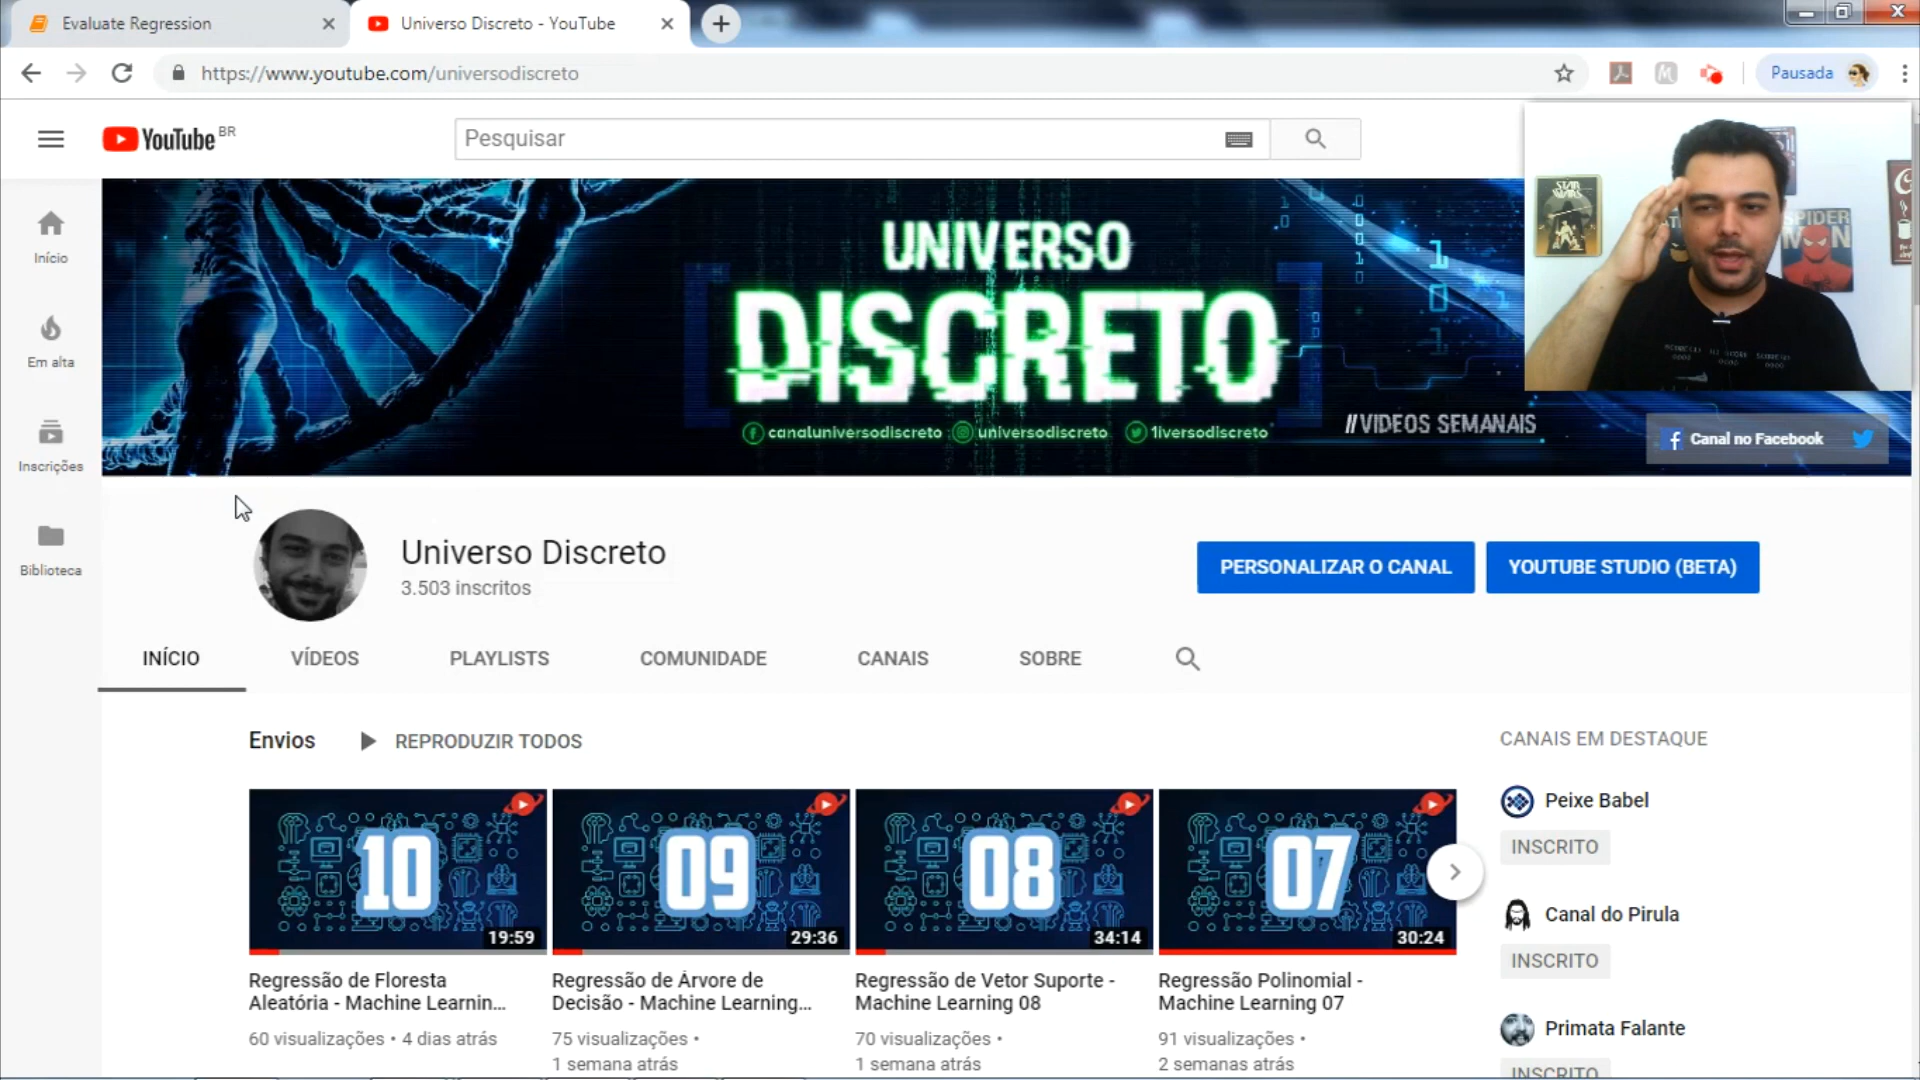 Evaluate Regression
Universo Discreto - YouTube
https://www.youtube.com/universodiscreto
Pausada
YouTube BR
Pesquisar
Início
Em alta
Inscrições
Biblioteca
UNIVERSO
DISCRETO
canaluniversodiscreto universodiscreto 1iversodiscreto
//VIDEOS SEMANAIS
Canal no Facebook
STAR WARS
SPIDER MAN
Universo Discreto
3.503 inscritos
PERSONALIZAR O CANAL
YOUTUBE STUDIO (BETA)
INÍCIO VÍDEOS PLAYLISTS COMUNIDADE CANAIS SOBRE
Envios REPRODUZIR TODOS
10
19:59
Regressão de Floresta
Aleatória - Machine Learnin...
60 visualizações • 4 dias atrás
09
29:36
Regressão de Árvore de
Decisão - Machine Learning...
75 visualizações •
1 semana atrás
08
34:14
Regressão de Vetor Suporte -
Machine Learning 08
70 visualizações •
1 semana atrás
07
30:24
Regressão Polinomial -
Machine Learning 07
91 visualizações •
2 semanas atrás
CANAIS EM DESTAQUE
Peixe Babel
INSCRITO
Canal do Pirula
INSCRITO
Primata Falante
INSCRITO